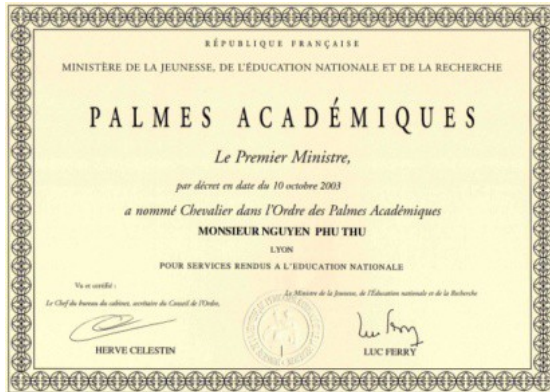 RÉPUBLIQUE FRANÇAISE
MINISTÈRE DE LA JEUNESSE, DE L'ÉDUCATION NATIONALE ET DE LA RECHERCHE
PALMES ACADÉMIQUES
Le Premier Ministre,
par décret en date du 10 octobre 2003
a nommé Chevalier dans l'Ordre des Palmes Académiques
MONSIEUR NGUYEN PHU THU
LYON
POUR SERVICES RENDUS A L'EDUCATION NATIONALE
Vu et certifié :
Le Chef du bureau du cabinet, secrétaire du Conseil de l'Ordre,
Le Ministre de la Jeunesse, de l'Éducation nationale et de la Recherche
Luc Ferry
HERVE CELESTIN
LUC FERRY